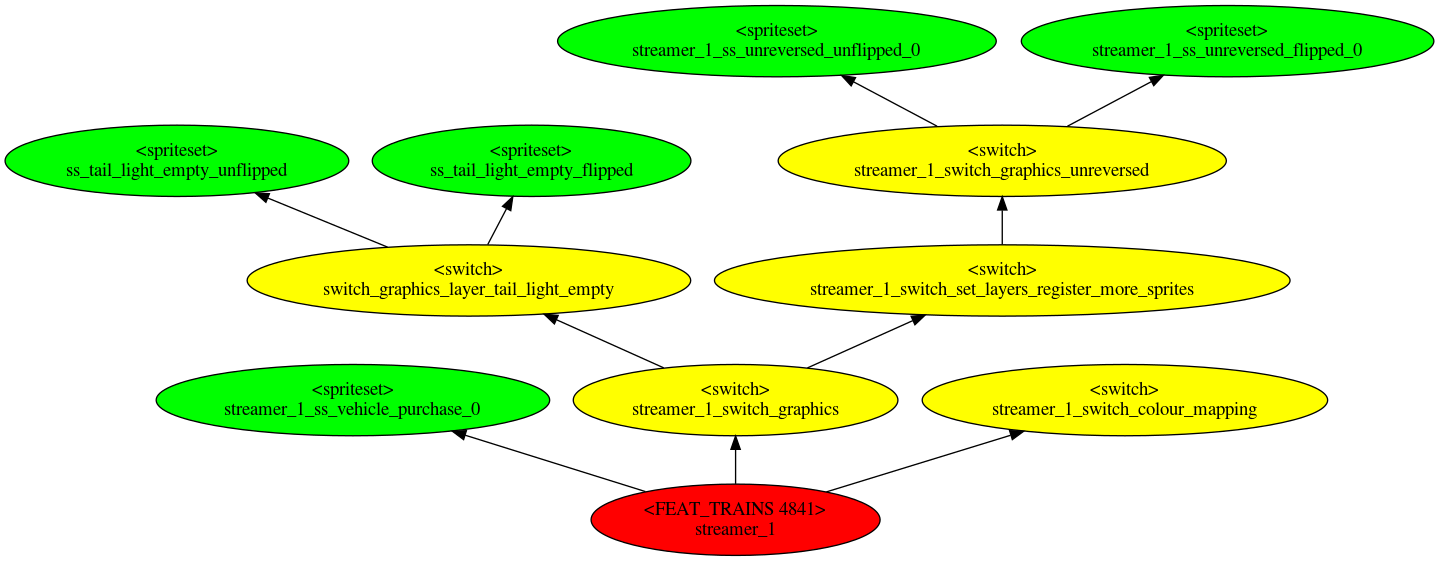 <spriteset>
streamer_1_ss_unreversed_unflipped_0
<spriteset>
streamer_1_ss_unreversed_flipped_0
<spriteset>
ss_tail_light_empty_unflipped
<spriteset>
ss_tail_light_empty_flipped
<switch>
streamer_1_switch_graphics_unreversed
<switch>
switch_graphics_layer_tail_light_empty
<switch>
streamer_1_switch_set_layers_register_more_sprites
<spriteset>
streamer_1_ss_vehicle_purchase_0
<switch>
streamer_1_switch_graphics
<switch>
streamer_1_switch_colour_mapping
<FEAT_TRAINS 4841>
streamer_1